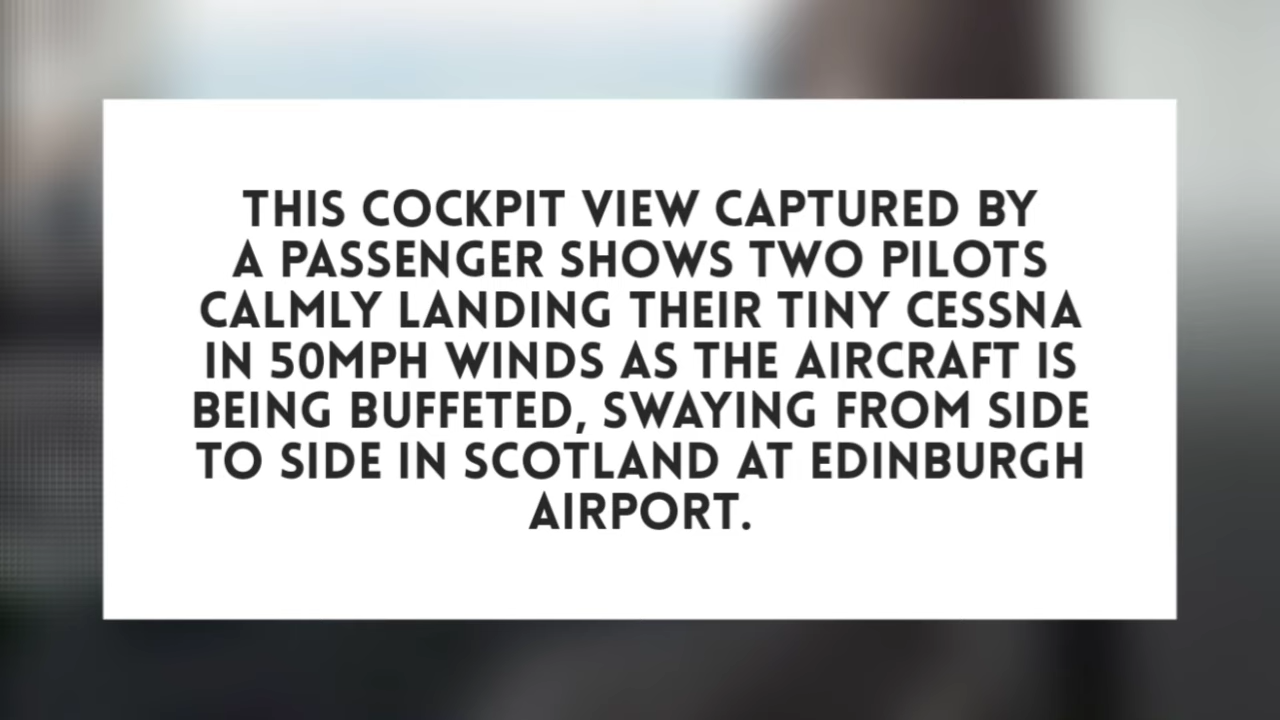 THIS COCKPIT VIEW CAPTURED BY
A PASSENGER SHOWS TWO PILOTS
CALMLY LANDING THEIR TINY CESSNA
IN 50MPH WINDS AS THE AIRCRAFT IS
BEING BUFFETED, SWAYING FROM SIDE
TO SIDE IN SCOTLAND AT EDINBURGH
AIRPORT.